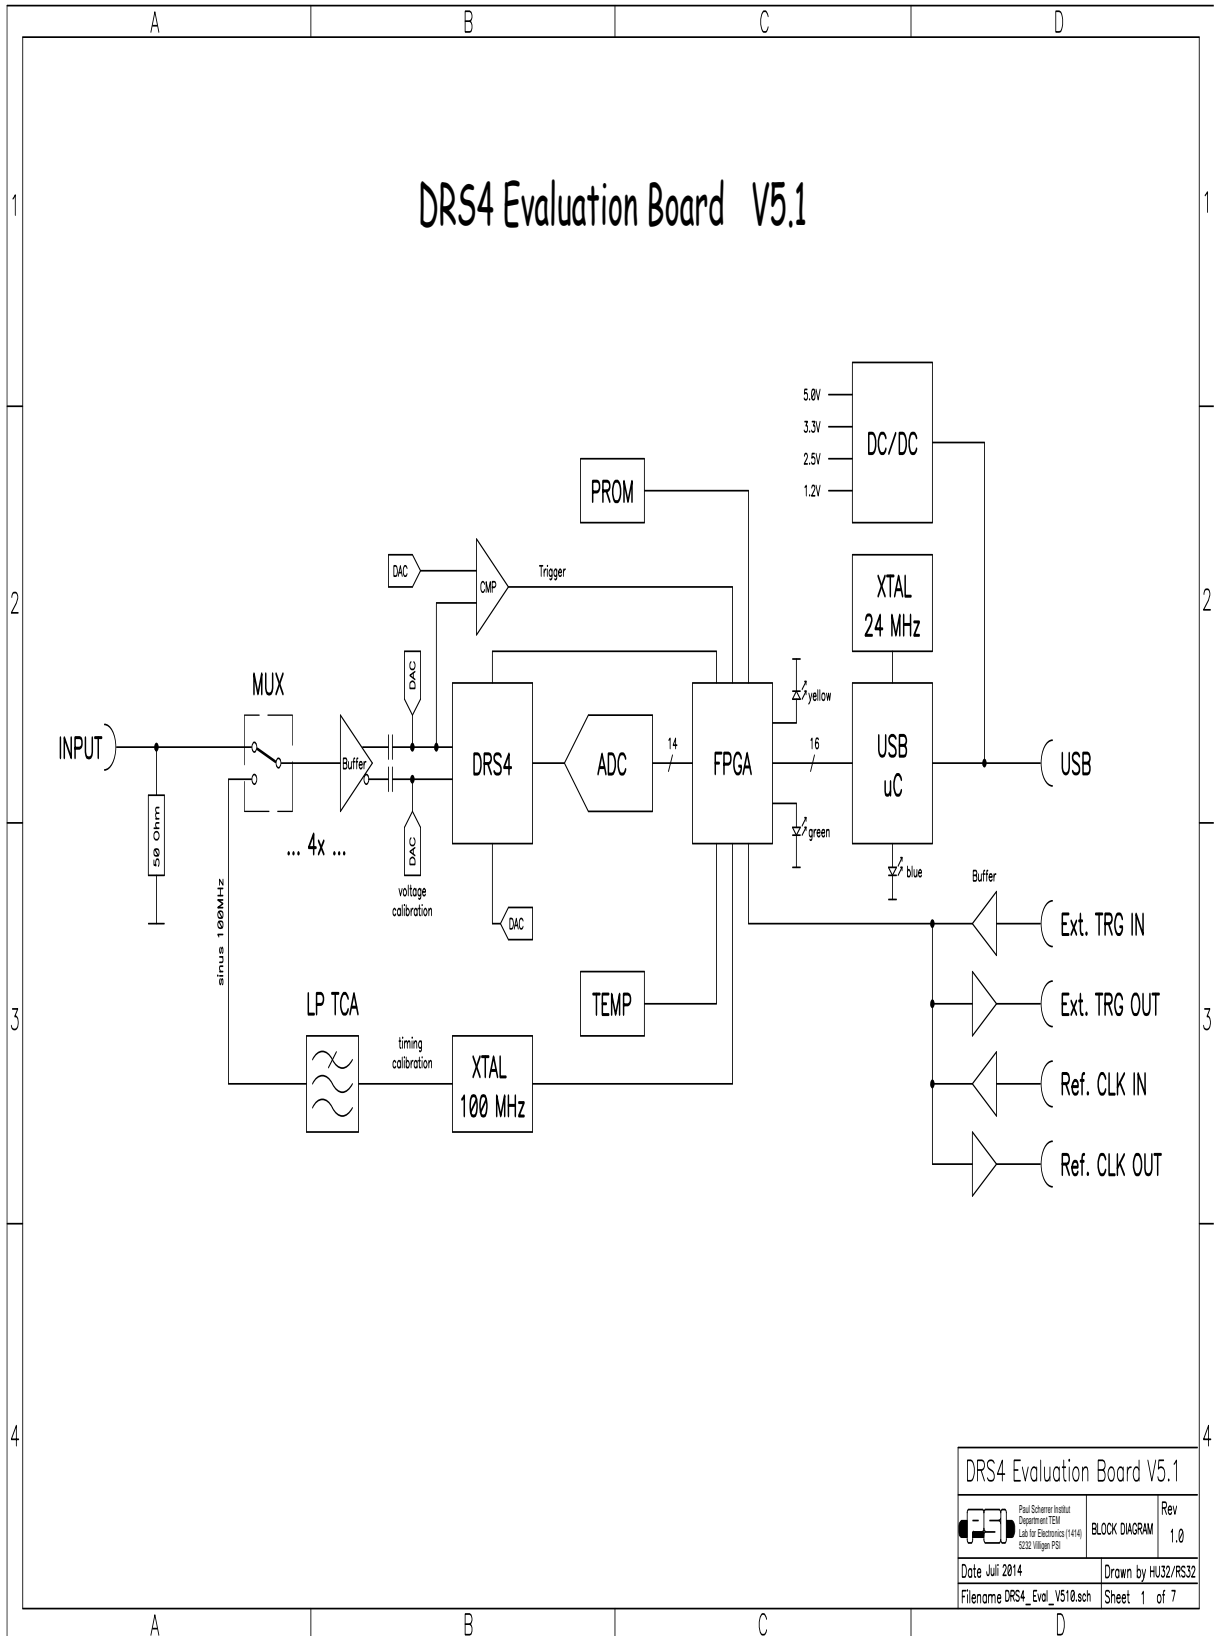 A B C D
1 1
DRS4 Evaluation Board V5.1
5.0V
3.3V
2.5V
1.2V
DC/DC
PROM
DAC
CMP
Trigger
XTAL
24 MHz
2 2
DAC
MUX
yellow
INPUT
Buffer
DRS4
ADC
14
FPGA
16
USB
uC
USB
50 Ohm
... 4x ...
DAC
green
voltage
calibration
blue
Buffer
sinus 100MHz
DAC
Ext. TRG IN
LP TCA
TEMP
Ext. TRG OUT
3 3
timing
calibration
XTAL
100 MHz
Ref. CLK IN
Ref. CLK OUT
4 4
DRS4 Evaluation Board V5.1
PSI
Paul Scherrer Institut
Department TEM
Lab for Electronics (1414)
5232 Villigen PSI
BLOCK DIAGRAM
Rev
1.0
Date Juli 2014
Drawn by HU32/RS32
Filename DRS4_Eval_V510.sch
Sheet 1 of 7
A B C D